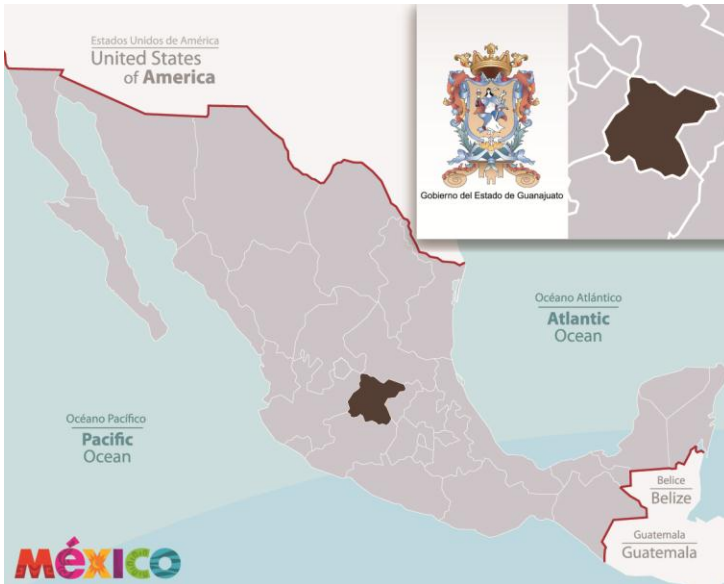 Estados Unidos de América
United States
of America
Gobierno del Estado de Guanajuato
Océano Atlántico
Atlantic
Ocean
Océano Pacífico
Pacific
Ocean
Belice
Belize
Guatemala
Guatemala
MéXICO